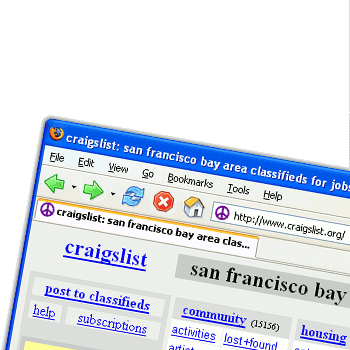 craigslist: san francisco bay area classifieds for jobs
File Edit View Go Bookmarks Tools Help
http://www.craigslist.org/
craigslist: san francisco bay area clas...
craigslist
san francisco bay
post to classifieds
help subscriptions
community (15156)
housing
activities lost+found